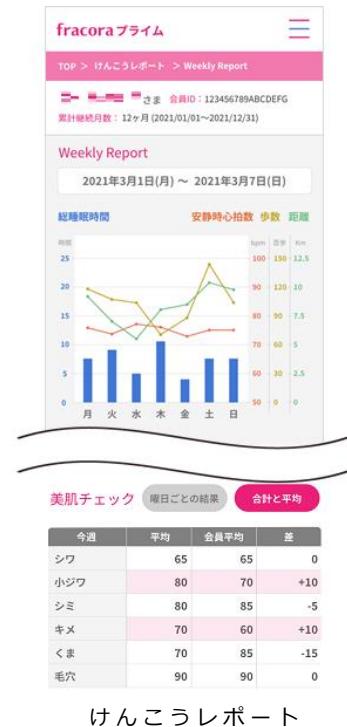 fracora プライム
TOP > けんこうレポート > Weekly Report
さま 会員ID：123456789ABCDEFG
累計継続月数： 12ヶ月 (2021/01/01〜2021/12/31)
Weekly Report
2021年3月1日(月) 〜 2021年3月7日(日)
総睡眠時間 安静時心拍数 歩数 距離
時間 bpm 百歩 Km
25 100 150 12.5
20 90 120 10
15 80 90 7.5
10 70 60 5
5 60 30 2.5
0 50 0 0
月 火 水 木 金 土 日
美肌チェック 曜日ごとの結果 合計と平均
今週 平均 会員平均 差
シワ 65 65 0
小ジワ 80 70 +10
シミ 80 85 -5
キメ 70 60 +10
くま 70 85 -15
毛穴 90 90 0
けんこうレポート